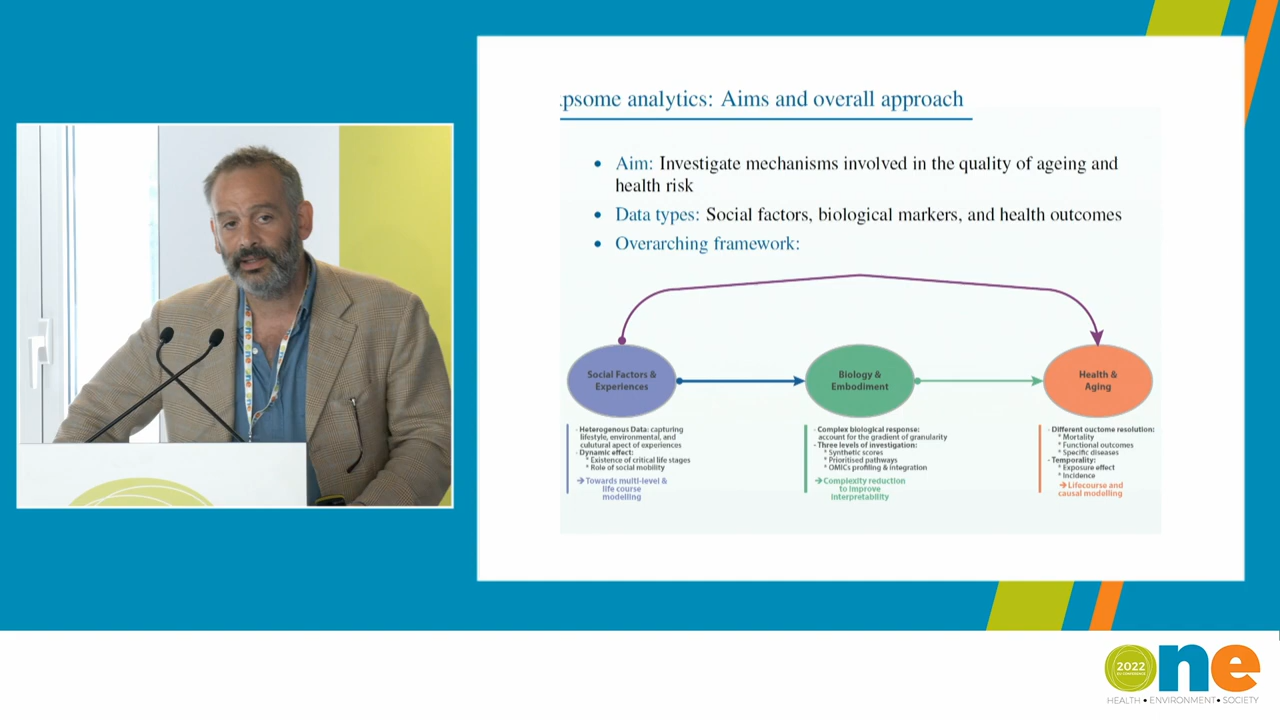 .psome analytics: Aims and overall approach
• Aim: Investigate mechanisms involved in the quality of ageing and
health risk
• Data types: Social factors, biological markers, and health outcomes
• Overarching framework:
Social Factors &
Experiences
Biology &
Embodiment
Health &
Aging
- Heterogenous Data: capturing
lifestyle, environmental, and
culutural aspect of experiences
- Dynamic effect:
* Existence of critical life stages
* Role of social mobility
→ Towards multi-level &
life course
modelling
- Complex biological response:
account for the gradient of granularity
- Three levels of investigation:
* Synthetic scores
* Prioritised pathways
* OMICs profiling & integration
→ Complexity reduction
to improve
interpretability
- Different ouctome resolution:
* Mortality
* Functional outcomes
* Specific diseases
- Temporality:
* Exposure effect
* Incidence
→ Lifecourse and
causal modelling
one
2022
HEALTH • ENVIRONMENT • SOCIETY